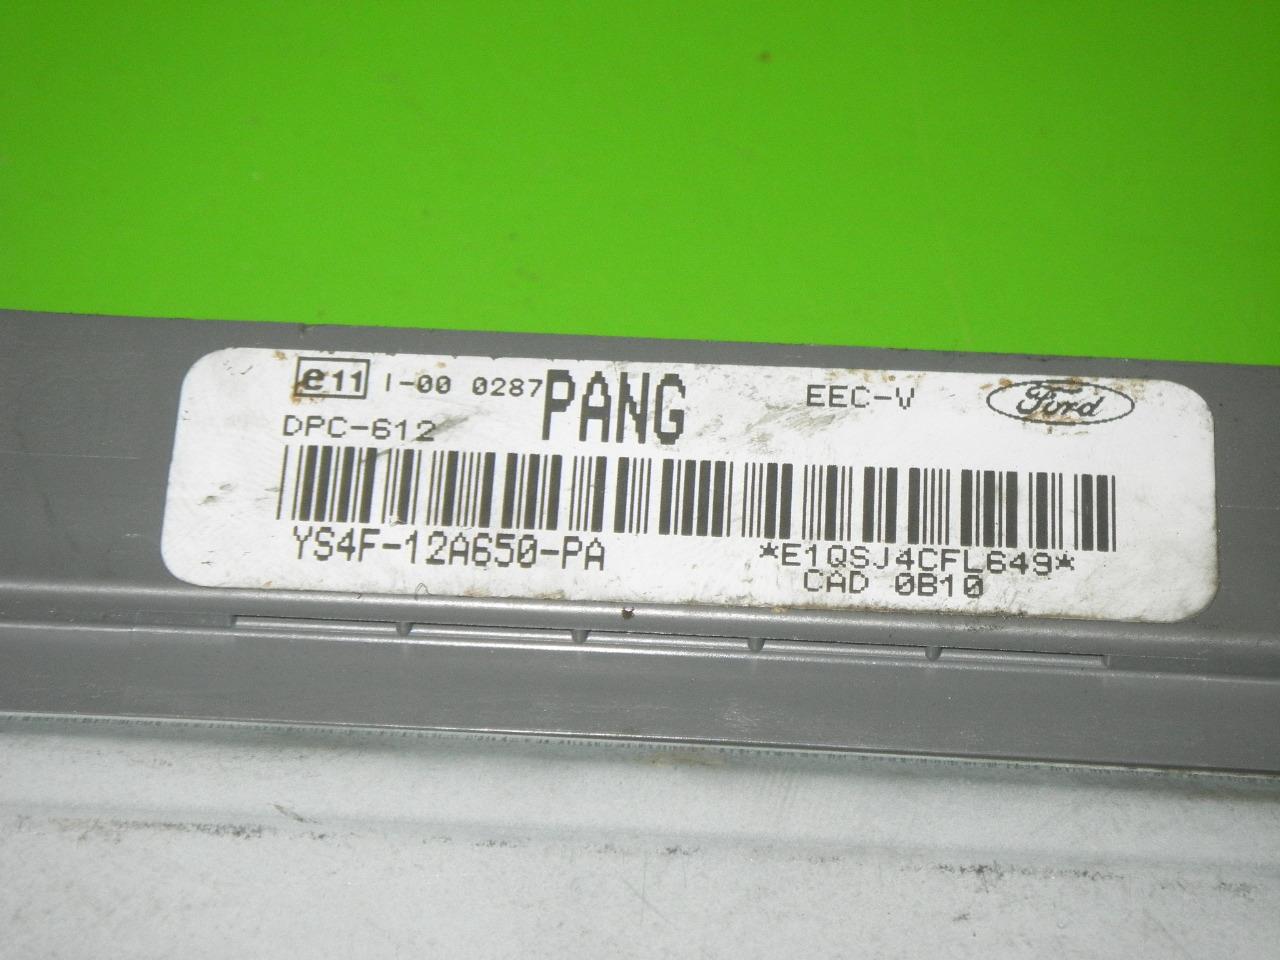 e11 I-00 0287 PANG EEC-V Ford
DPC-612
YS4F-12A650-PA *E1QSJ4CFL649*
CAD 0B10